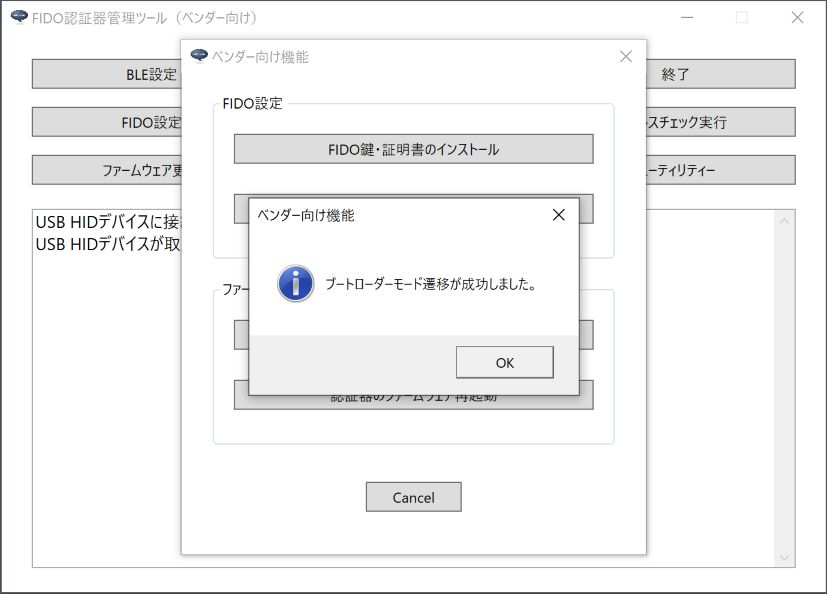 FIDO認証器管理ツール（ベンダー向け）
BLE設定
終了
FIDO設定
スチェック実行
ファームウェア更
ーティリティー
USB HIDデバイスに接
USB HIDデバイスが取
ベンダー向け機能
FIDO設定
FIDO鍵・証明書のインストール
ファー
認証器のファームウェア再起動
Cancel
ベンダー向け機能
ブートローダーモード遷移が成功しました。
OK